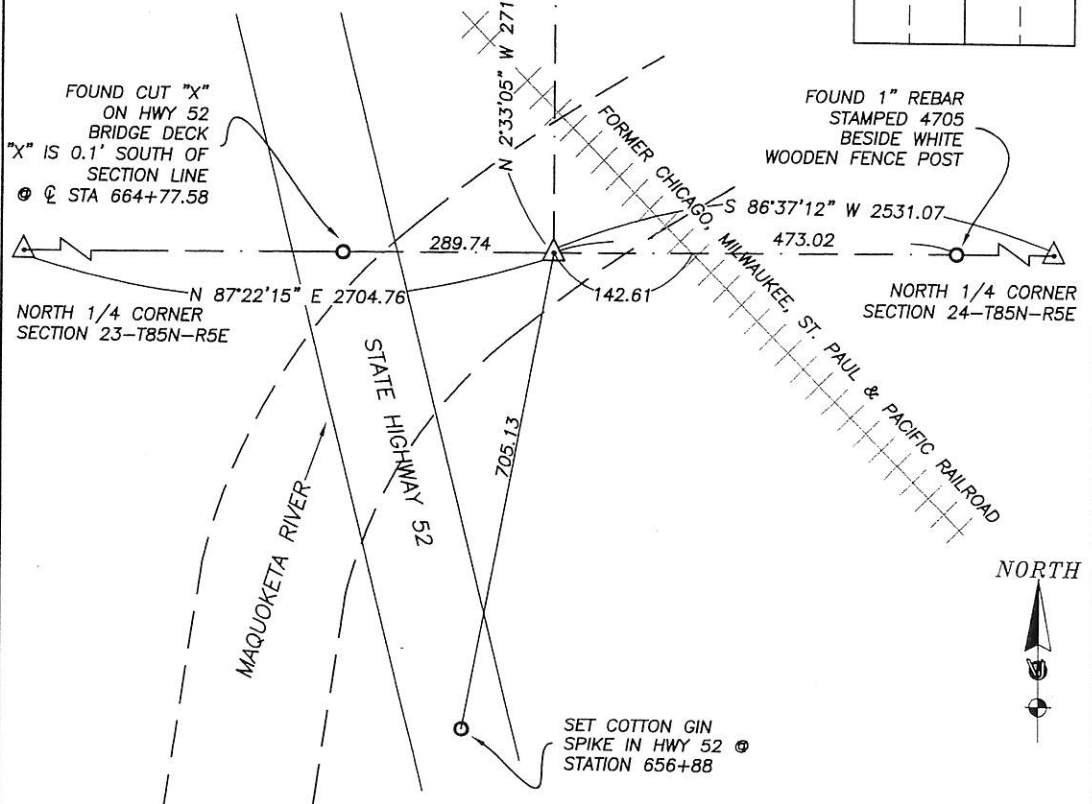 N 2°33'05" W 271
FOUND CUT "X"
ON HWY 52
BRIDGE DECK
"X" IS 0.1' SOUTH OF
SECTION LINE
@ ℄ STA 664+77.58
FORMER CHICAGO, MILWAUKEE, ST. PAUL & PACIFIC RAILROAD
FOUND 1" REBAR
STAMPED 4705
BESIDE WHITE
WOODEN FENCE POST
S 86°37'12" W 2531.07
289.74
473.02
N 87°22'15" E 2704.76
142.61
NORTH 1/4 CORNER
SECTION 23-T85N-R5E
NORTH 1/4 CORNER
SECTION 24-T85N-R5E
STATE HIGHWAY 52
705.13
MAQUOKETA RIVER
NORTH
SET COTTON GIN
SPIKE IN HWY 52 @
STATION 656+88